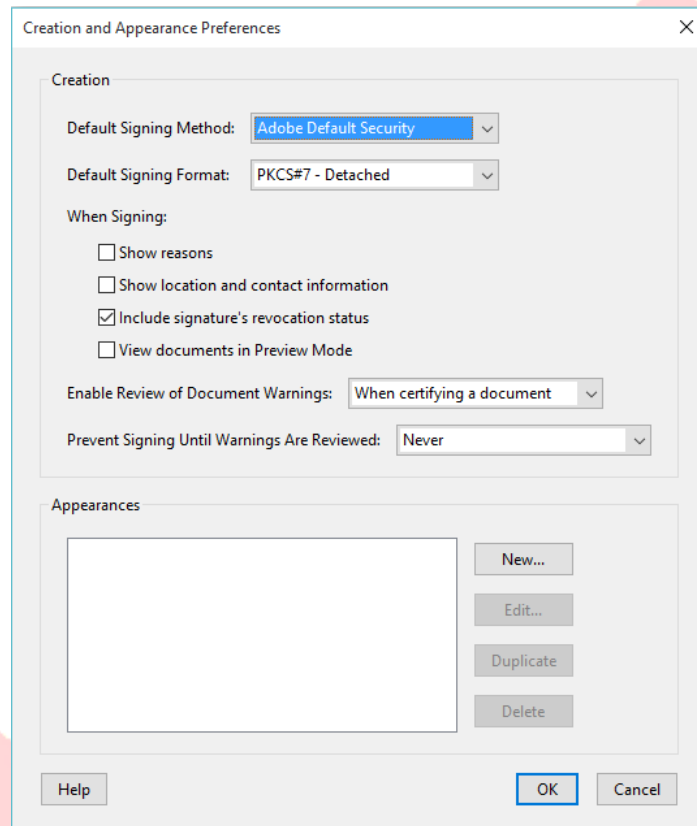 Creation and Appearance Preferences
Creation
Default Signing Method: Adobe Default Security
Default Signing Format: PKCS#7 - Detached
When Signing:
Show reasons
Show location and contact information
Include signature's revocation status
View documents in Preview Mode
Enable Review of Document Warnings: When certifying a document
Prevent Signing Until Warnings Are Reviewed: Never
Appearances
New...
Edit...
Duplicate
Delete
Help OK Cancel